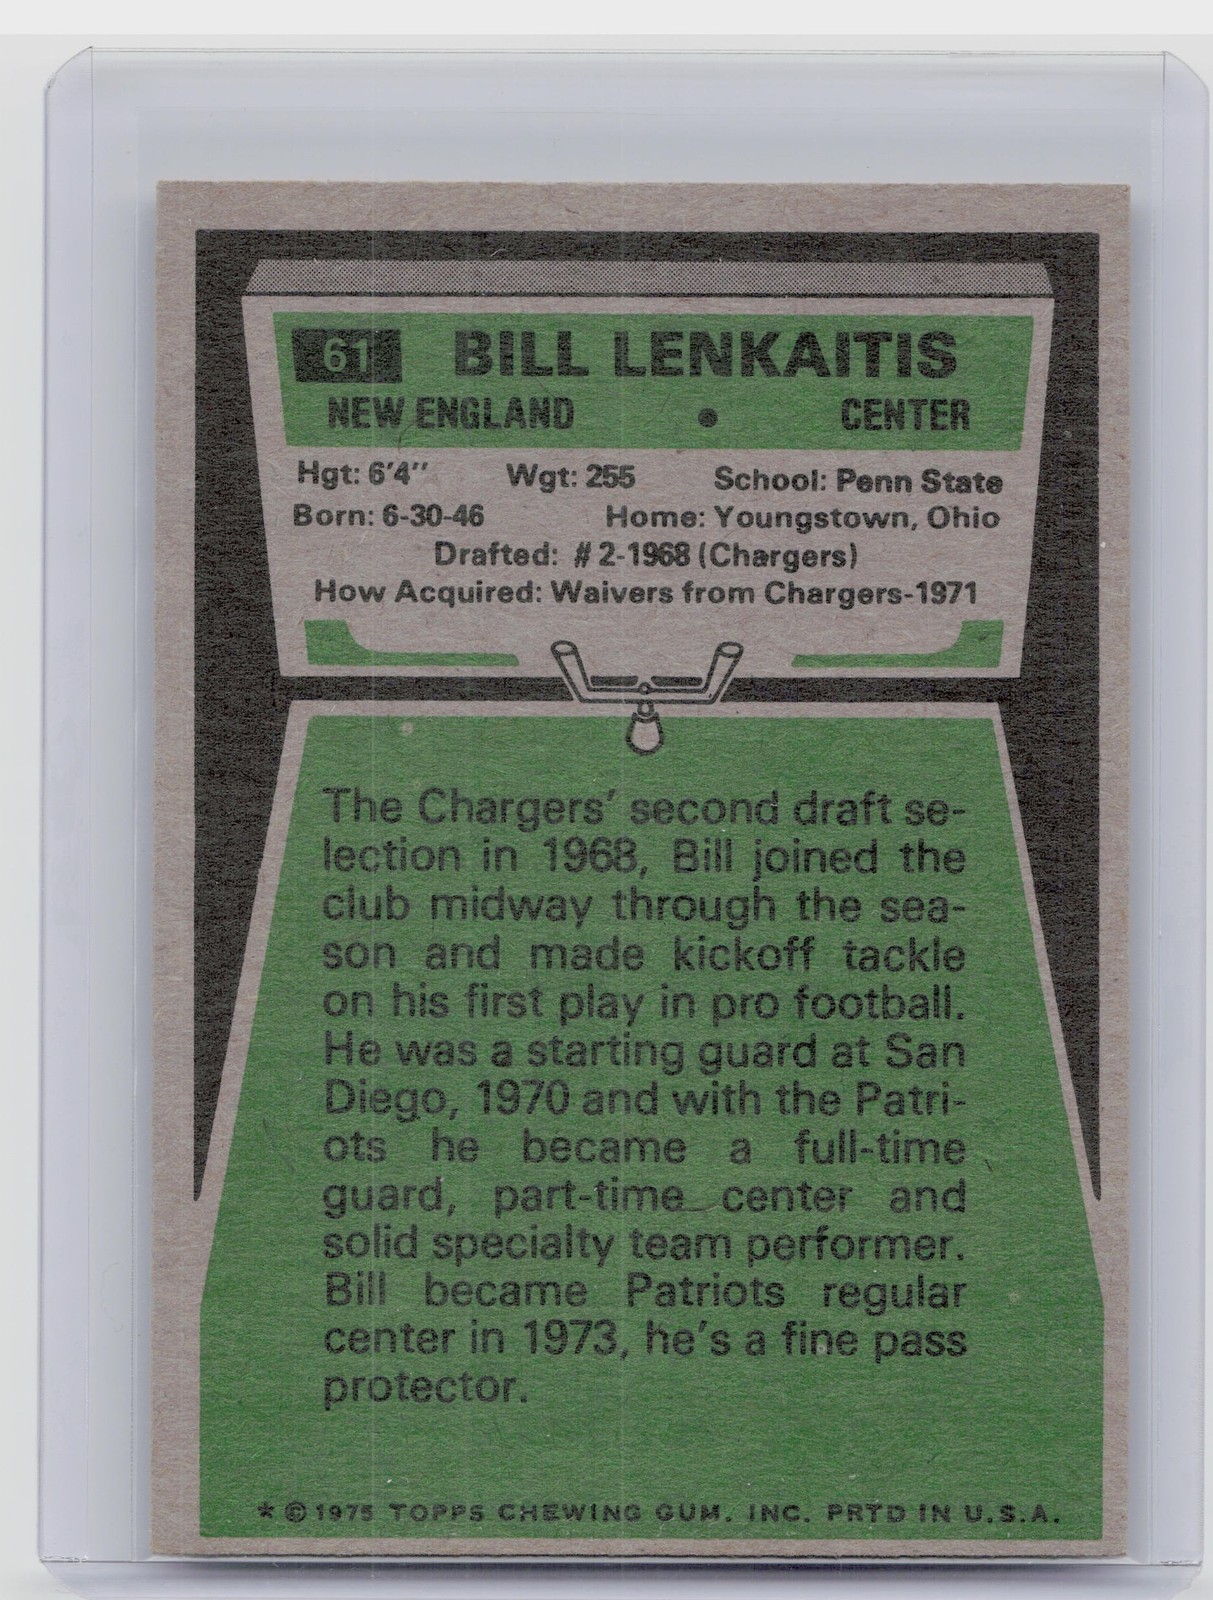 61 BILL LENKAITIS
NEW ENGLAND • CENTER
Hgt: 6'4" Wgt: 255 School: Penn State
Born: 6-30-46 Home: Youngstown, Ohio
Drafted: #2-1968 (Chargers)
How Acquired: Waivers from Chargers-1971
The Chargers' second draft se-
lection in 1968, Bill joined the
club midway through the sea-
son and made kickoff tackle
on his first play in pro football.
He was a starting guard at San
Diego, 1970 and with the Patri-
ots he became a full-time
guard, part-time center and
solid specialty team performer.
Bill became Patriots regular
center in 1973, he's a fine pass
protector.
* © 1975 TOPPS CHEWING GUM. INC. PRTD IN U.S.A.